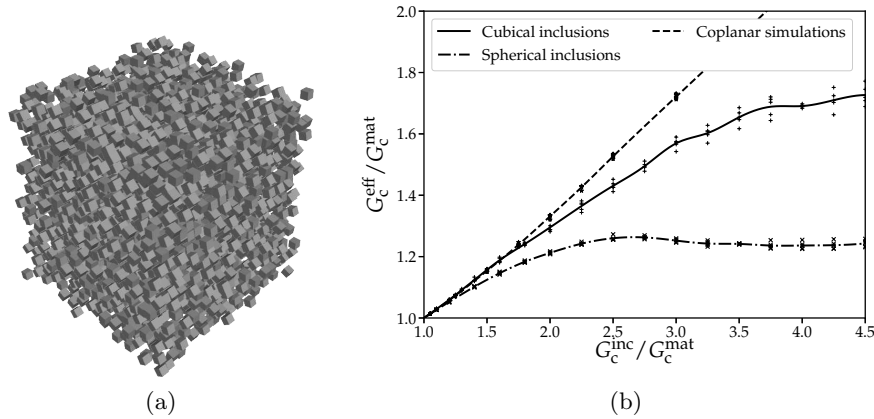 2.0
1.8
1.6
1.4
1.2
1.0
G_c^eff / G_c^mat
Cubical inclusions
Spherical inclusions
Coplanar simulations
1.0 1.5 2.0 2.5 3.0 3.5 4.0 4.5
G_c^inc / G_c^mat
(a) (b)